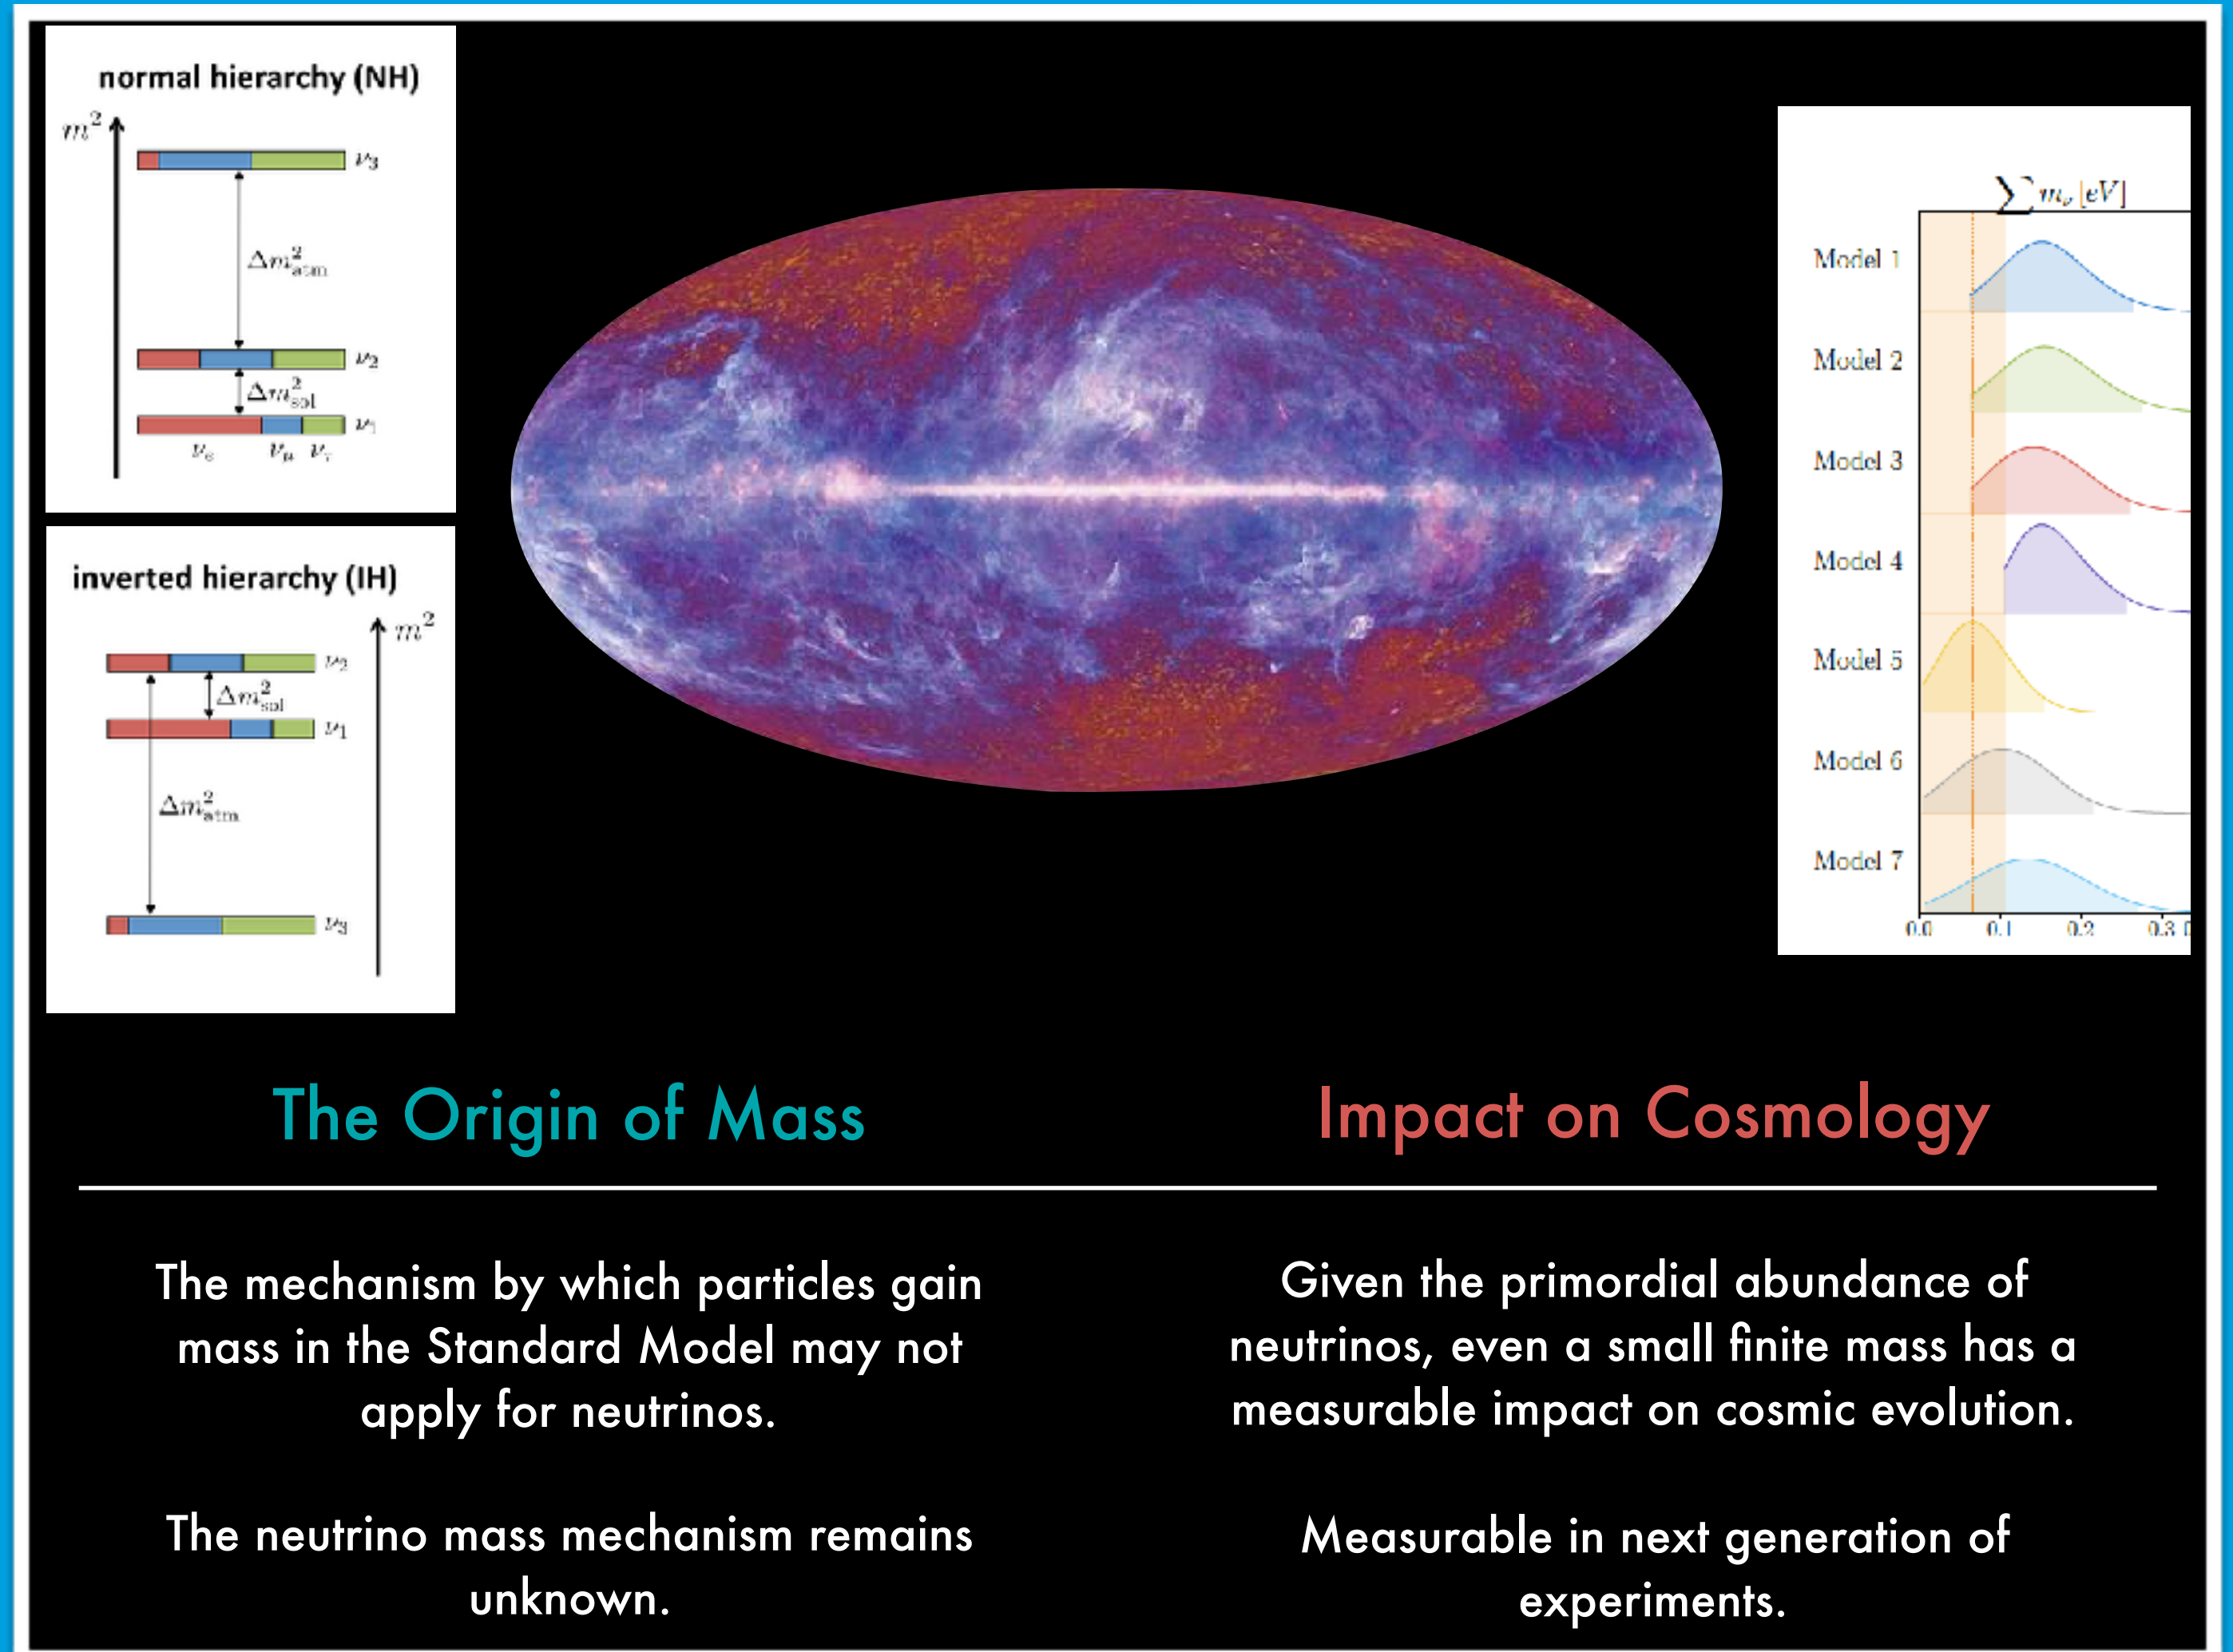 normal hierarchy (NH)
m²
ν₃
Δm²atm
ν₂
Δm²sol
ν₁
νe νμ ντ
inverted hierarchy (IH)
m²
ν₂
Δm²sol
ν₁
Δm²atm
ν₃
∑mν [eV]
Model 1
Model 2
Model 3
Model 4
Model 5
Model 6
Model 7
0.0 0.1 0.2 0.3
The Origin of Mass
The mechanism by which particles gain
mass in the Standard Model may not
apply for neutrinos.
The neutrino mass mechanism remains
unknown.
Impact on Cosmology
Given the primordial abundance of
neutrinos, even a small finite mass has a
measurable impact on cosmic evolution.
Measurable in next generation of
experiments.